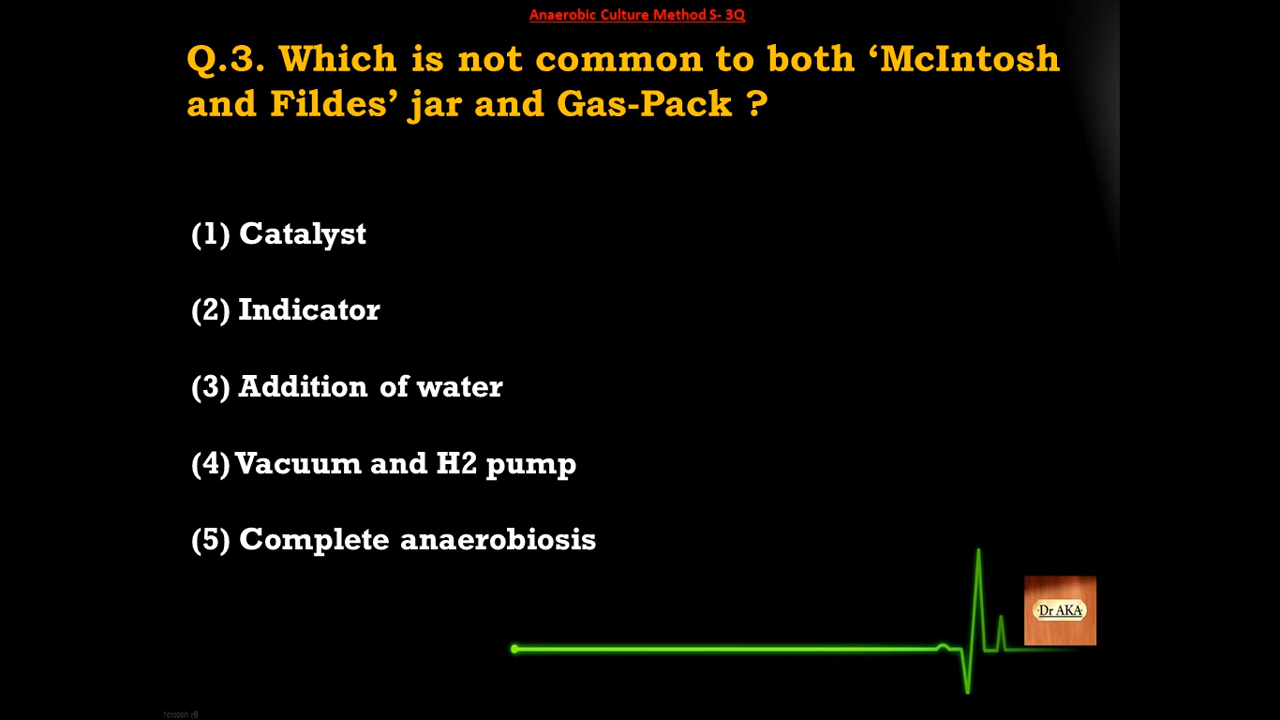 Anaerobic Culture Method S- 3Q
Q.3. Which is not common to both ‘McIntosh
and Fildes’ jar and Gas-Pack ?
(1) Catalyst
(2) Indicator
(3) Addition of water
(4) Vacuum and H2 pump
(5) Complete anaerobiosis
Dr AKA